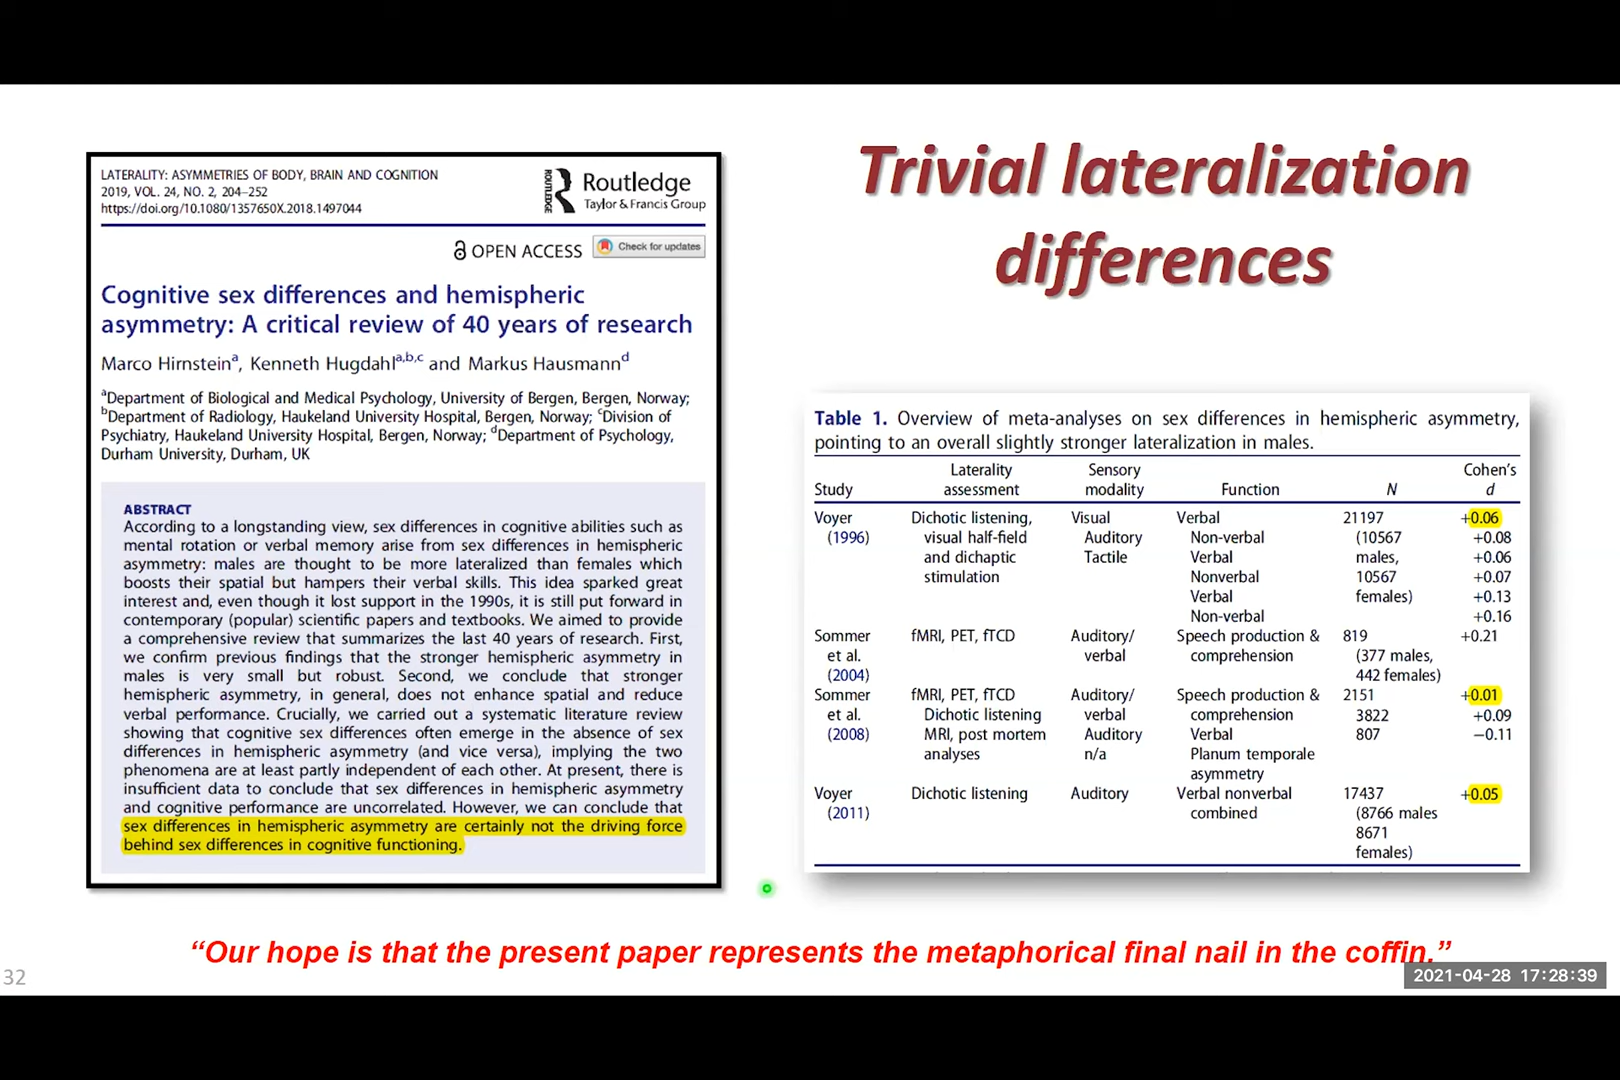 LATERALITY: ASYMMETRIES OF BODY, BRAIN AND COGNITION
2019, VOL. 24, NO. 2, 204–252
https://doi.org/10.1080/1357650X.2018.1497044
ROUTLEDGE
Routledge
Taylor & Francis Group
OPEN ACCESS
Check for updates
Cognitive sex differences and hemispheric
asymmetry: A critical review of 40 years of research
Marco Hirnsteinᵃ, Kenneth Hugdahlᵃ,ᵇ,ᶜ and Markus Hausmannᵈ
ᵃDepartment of Biological and Medical Psychology, University of Bergen, Bergen, Norway;
ᵇDepartment of Radiology, Haukeland University Hospital, Bergen, Norway; ᶜDivision of
Psychiatry, Haukeland University Hospital, Bergen, Norway; ᵈDepartment of Psychology,
Durham University, Durham, UK
ABSTRACT
According to a longstanding view, sex differences in cognitive abilities such as
mental rotation or verbal memory arise from sex differences in hemispheric
asymmetry: males are thought to be more lateralized than females which
boosts their spatial but hampers their verbal skills. This idea sparked great
interest and, even though it lost support in the 1990s, it is still put forward in
contemporary (popular) scientific papers and textbooks. We aimed to provide
a comprehensive review that summarizes the last 40 years of research. First,
we confirm previous findings that the stronger hemispheric asymmetry in
males is very small but robust. Second, we conclude that stronger
hemispheric asymmetry, in general, does not enhance spatial and reduce
verbal performance. Crucially, we carried out a systematic literature review
showing that cognitive sex differences often emerge in the absence of sex
differences in hemispheric asymmetry (and vice versa), implying the two
phenomena are at least partly independent of each other. At present, there is
insufficient data to conclude that sex differences in hemispheric asymmetry
and cognitive performance are uncorrelated. However, we can conclude that
sex differences in hemispheric asymmetry are certainly not the driving force
behind sex differences in cognitive functioning.
Trivial lateralization
differences
Table 1. Overview of meta-analyses on sex differences in hemispheric asymmetry,
pointing to an overall slightly stronger lateralization in males.
Laterality Sensory Cohen's
Study assessment modality Function N d
Voyer Dichotic listening, Visual Verbal 21197 +0.06
(1996) visual half-field Auditory Non-verbal (10567 +0.08
and dichaptic Tactile Verbal males, +0.06
stimulation Nonverbal 10567 +0.07
Verbal females) +0.13
Non-verbal +0.16
Sommer fMRI, PET, fTCD Auditory/ Speech production & 819 +0.21
et al. verbal comprehension (377 males,
(2004) 442 females)
Sommer fMRI, PET, fTCD Auditory/ Speech production & 2151 +0.01
et al. Dichotic listening verbal comprehension 3822 +0.09
(2008) MRI, post mortem Auditory Verbal 807 −0.11
analyses n/a Planum temporale
asymmetry
Voyer Dichotic listening Auditory Verbal nonverbal 17437 +0.05
(2011) combined (8766 males
8671
females)
“Our hope is that the present paper represents the metaphorical final nail in the coffin.”
32
2021-04-28 17:28:39